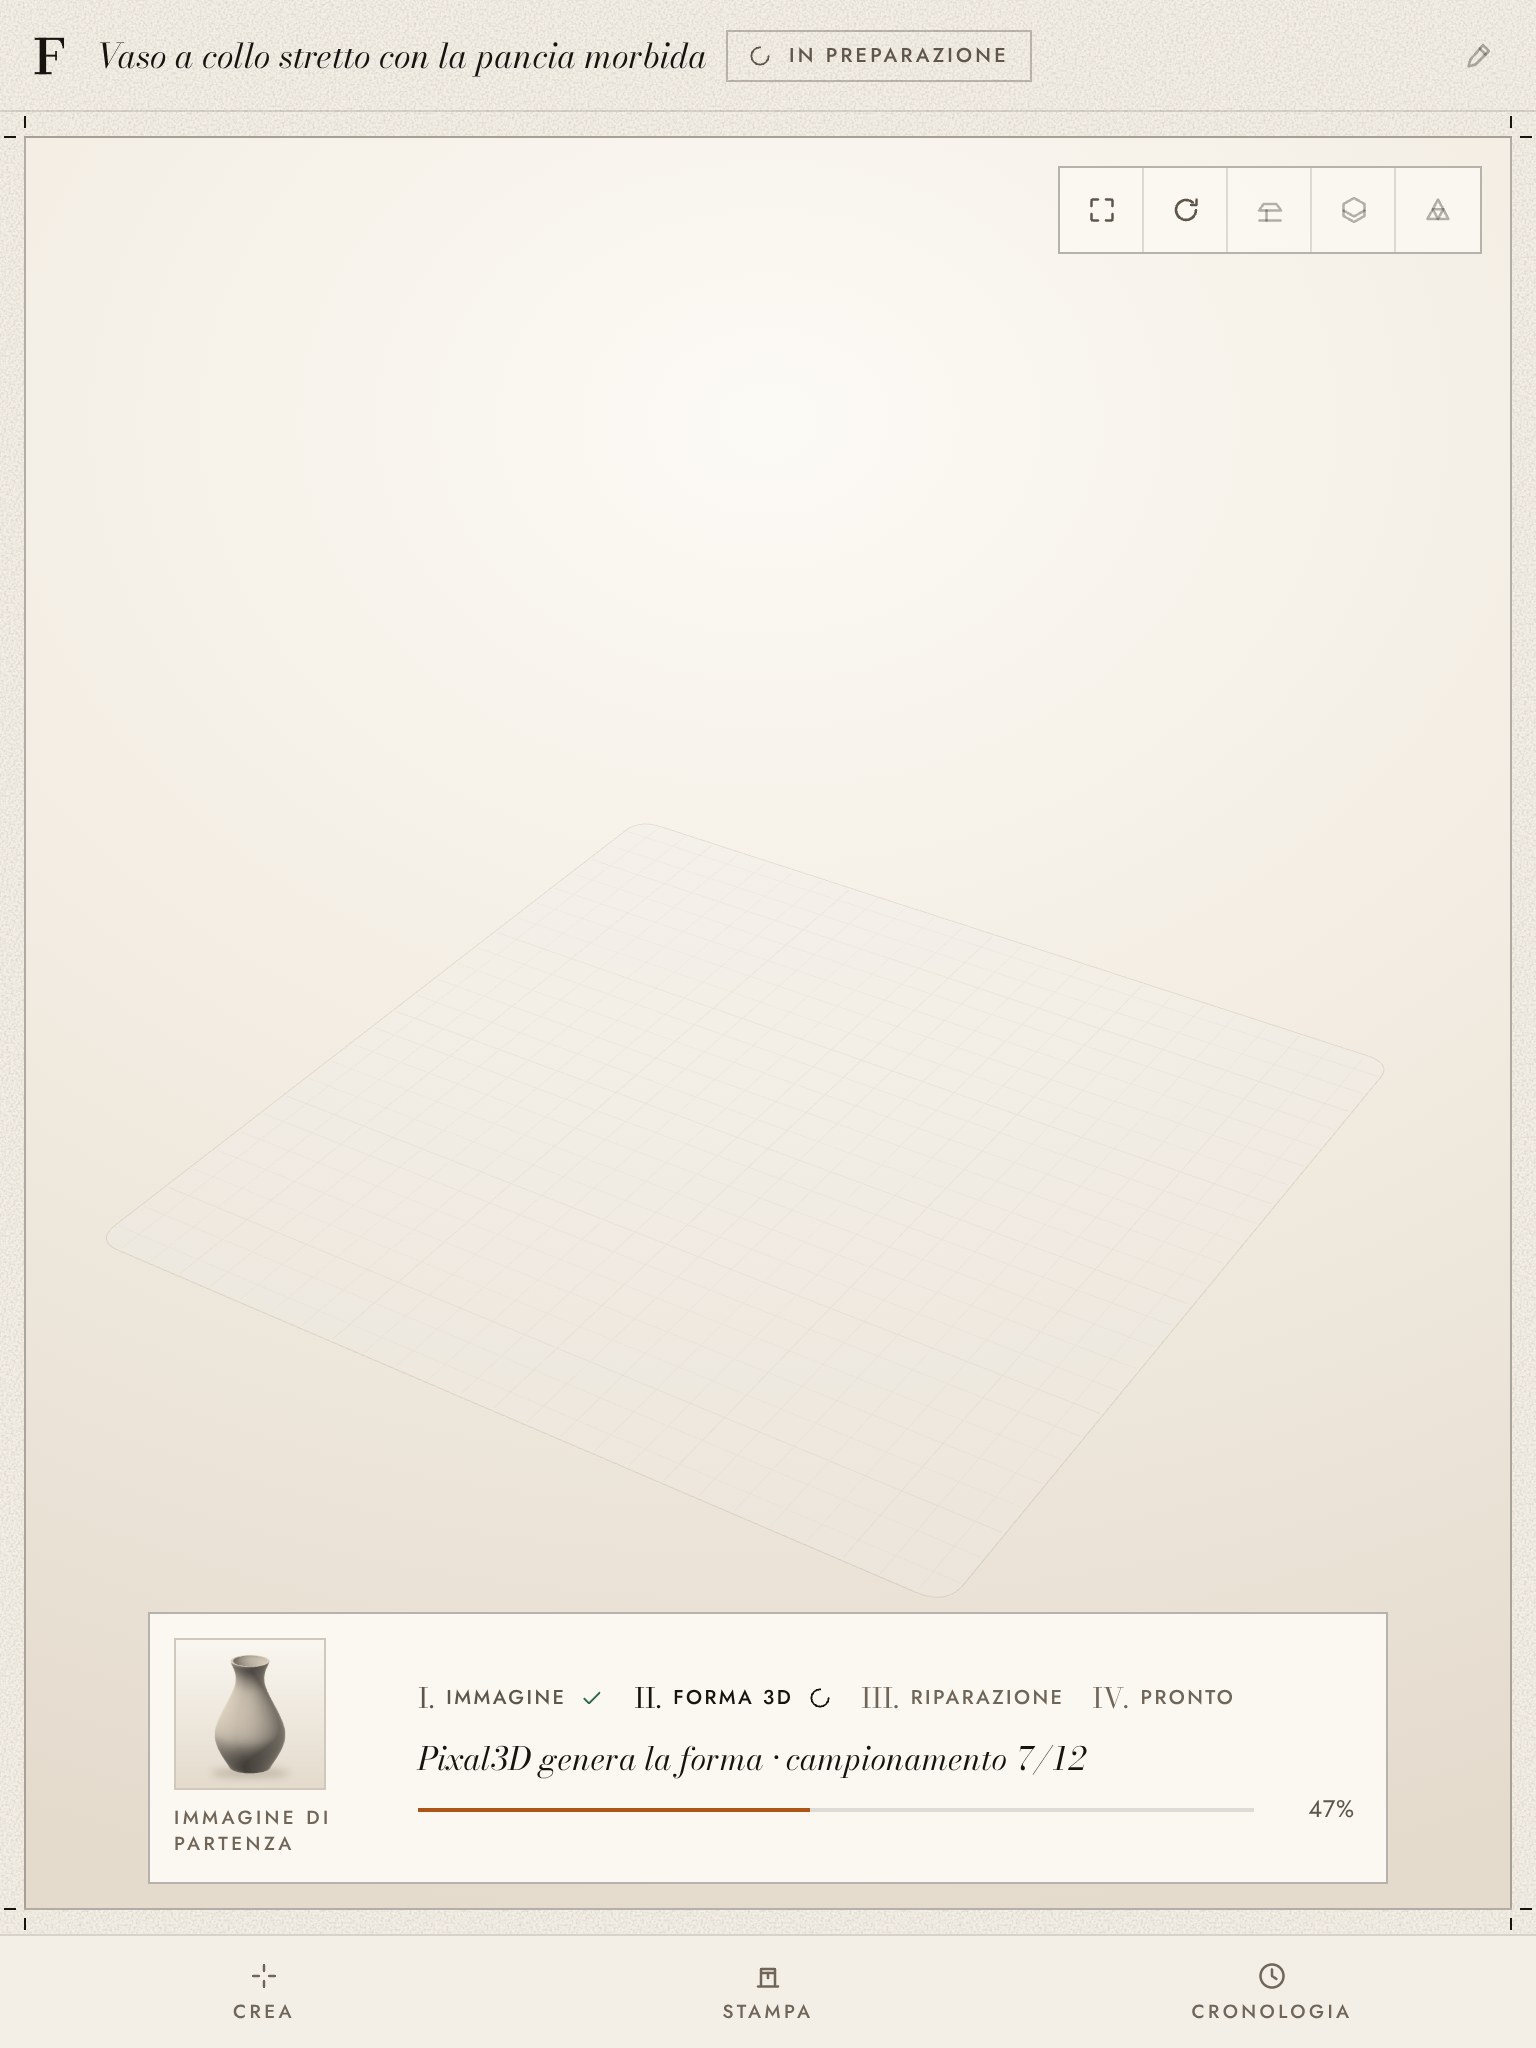 F Vaso a collo stretto con la pancia morbida IN PREPARAZIONE
I. IMMAGINE II. FORMA 3D III. RIPARAZIONE IV. PRONTO
Pixal3D genera la forma · campionamento 7/12
47%
IMMAGINE DI
PARTENZA
CREA STAMPA CRONOLOGIA